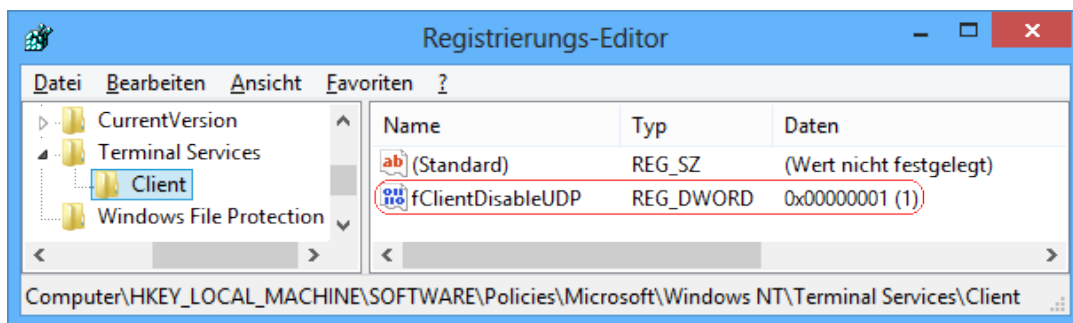 Registrierungs-Editor
Datei Bearbeiten Ansicht Favoriten ?
CurrentVersion
Terminal Services
Client
Windows File Protection
Name Typ Daten
(Standard) REG_SZ (Wert nicht festgelegt)
fClientDisableUDP REG_DWORD 0x00000001 (1)
Computer\HKEY_LOCAL_MACHINE\SOFTWARE\Policies\Microsoft\Windows NT\Terminal Services\Client